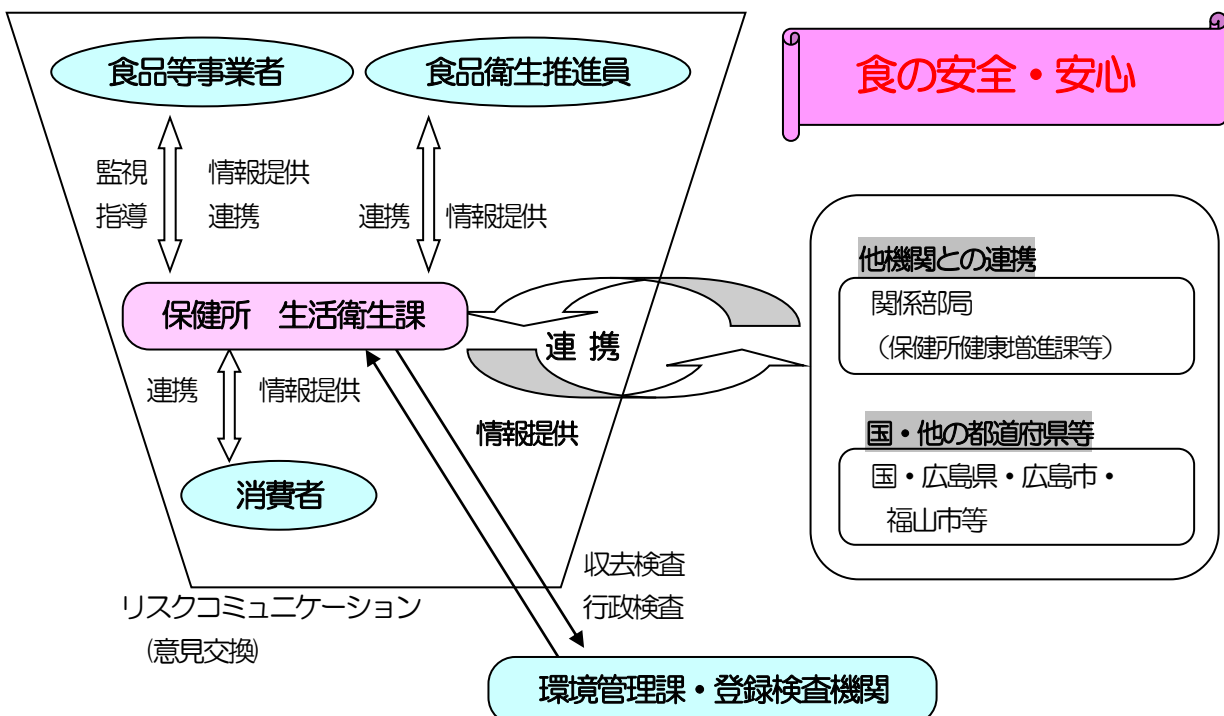 食品等事業者
食品衛生推進員
食の安全・安心
監視
指導
情報提供
連携
連携
情報提供
他機関との連携
関係部局
（保健所健康増進課等）
保健所　生活衛生課
連 携
連携
情報提供
情報提供
国・他の都道府県等
国・広島県・広島市・
福山市等
消費者
収去検査
行政検査
リスクコミュニケーション
(意見交換)
環境管理課・登録検査機関